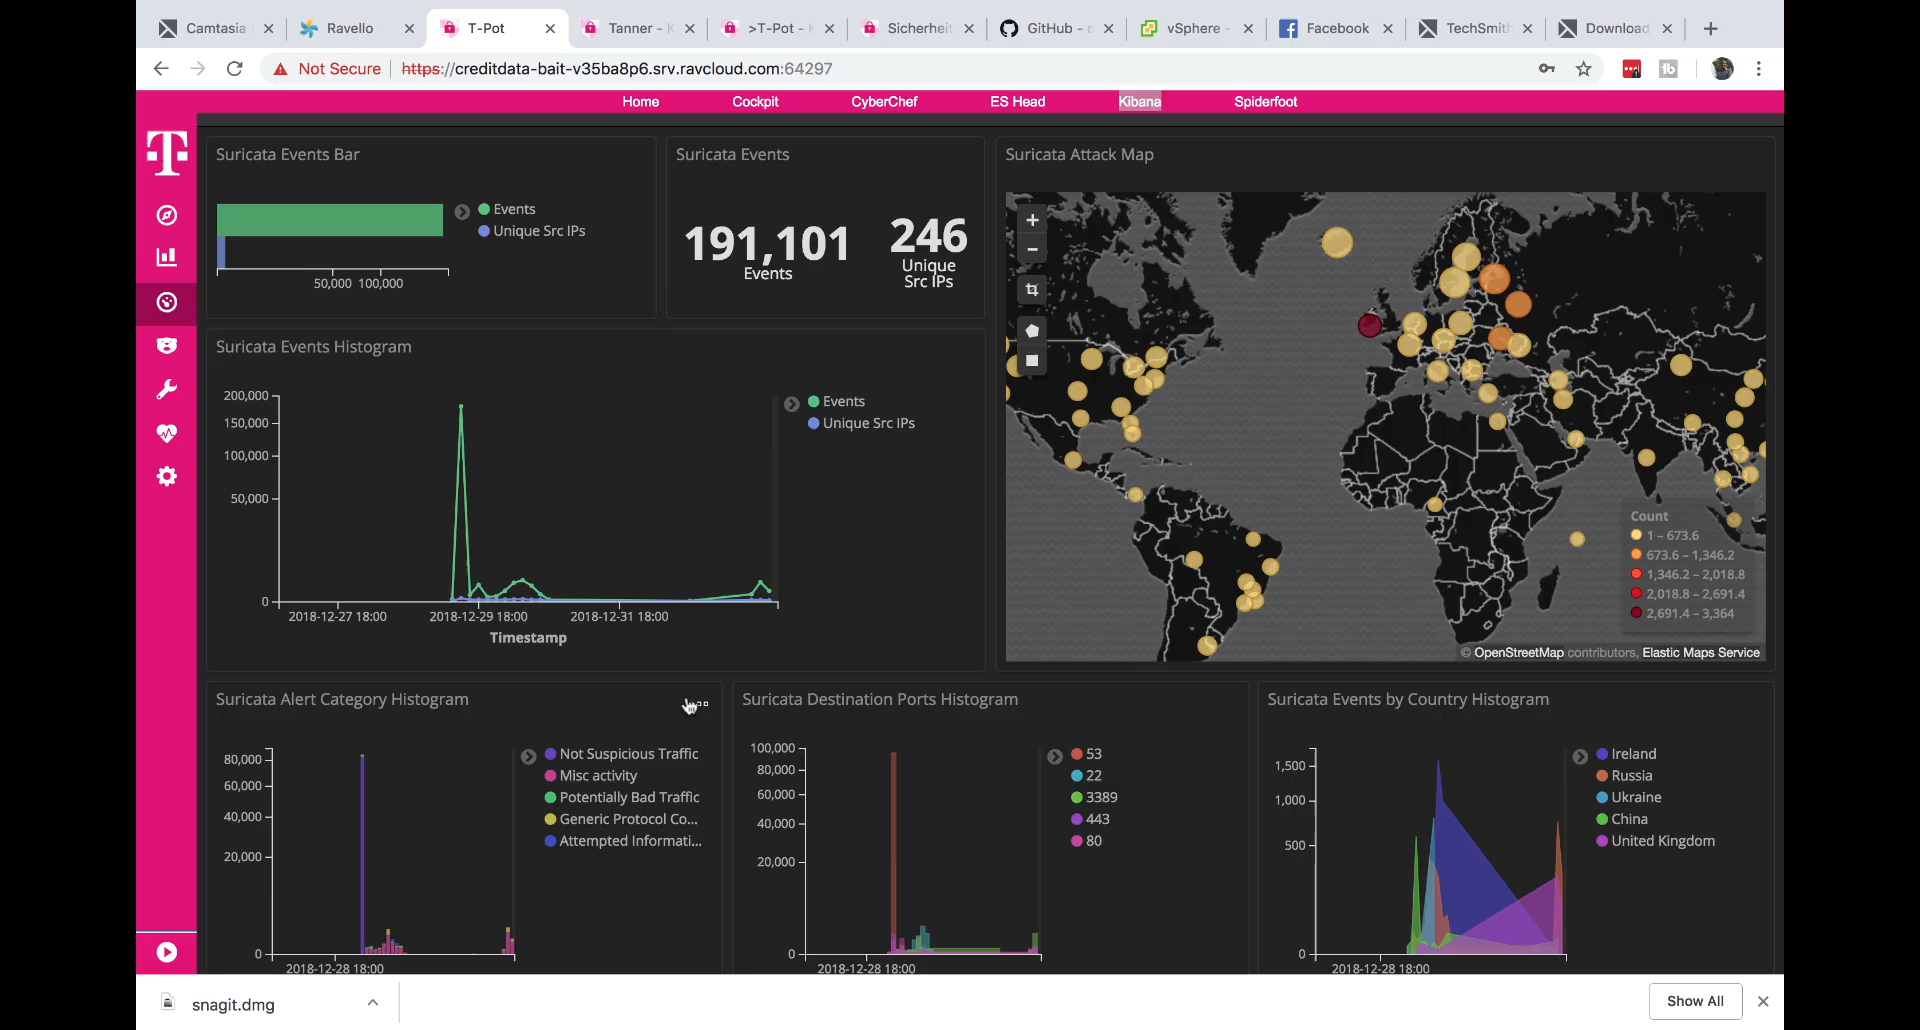 Camtasia
Ravello
T-Pot
Tanner - K
>T-Pot - K
Sicherheit
GitHub - d
vSphere -
Facebook
TechSmith
Download
Not Secure
https://creditdata-bait-v35ba8p6.srv.ravcloud.com:64297
Home
Cockpit
CyberChef
ES Head
Kibana
Spiderfoot
T
Suricata Events Bar
Events
Unique Src IPs
50,000 100,000
Suricata Events
191,101
Events
246
Unique
Src IPs
Suricata Attack Map
+
−
Count
1 – 673.6
673.6 – 1,346.2
1,346.2 – 2,018.8
2,018.8 – 2,691.4
2,691.4 – 3,364
© OpenStreetMap contributors, Elastic Maps Service
Suricata Events Histogram
200,000
150,000
100,000
50,000
0
2018-12-27 18:00
2018-12-29 18:00
2018-12-31 18:00
Timestamp
Events
Unique Src IPs
Suricata Alert Category Histogram
80,000
60,000
40,000
20,000
0
2018-12-28 18:00
Not Suspicious Traffic
Misc activity
Potentially Bad Traffic
Generic Protocol Co...
Attempted Informati...
Suricata Destination Ports Histogram
100,000
80,000
60,000
40,000
20,000
0
2018-12-28 18:00
53
22
3389
443
80
Suricata Events by Country Histogram
1,500
1,000
500
0
2018-12-28 18:00
Ireland
Russia
Ukraine
China
United Kingdom
snagit.dmg
Show All